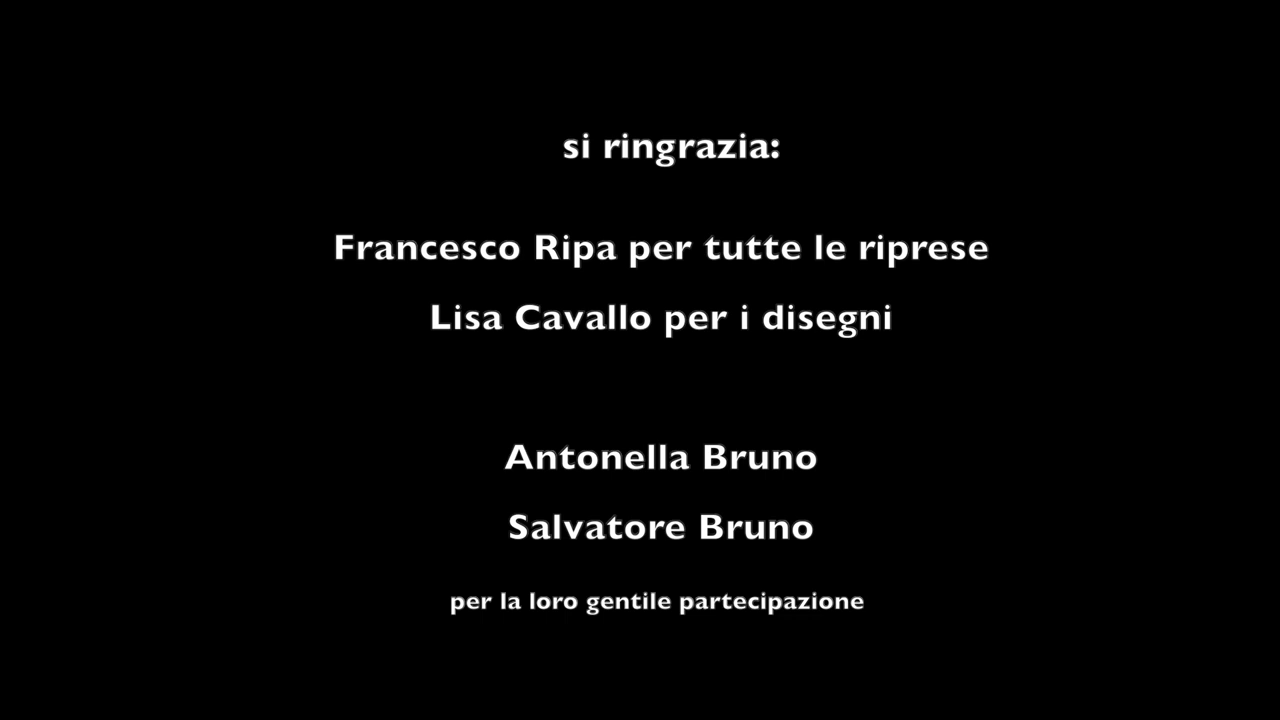 si ringrazia:
Francesco Ripa per tutte le riprese
Lisa Cavallo per i disegni
Antonella Bruno
Salvatore Bruno
per la loro gentile partecipazione